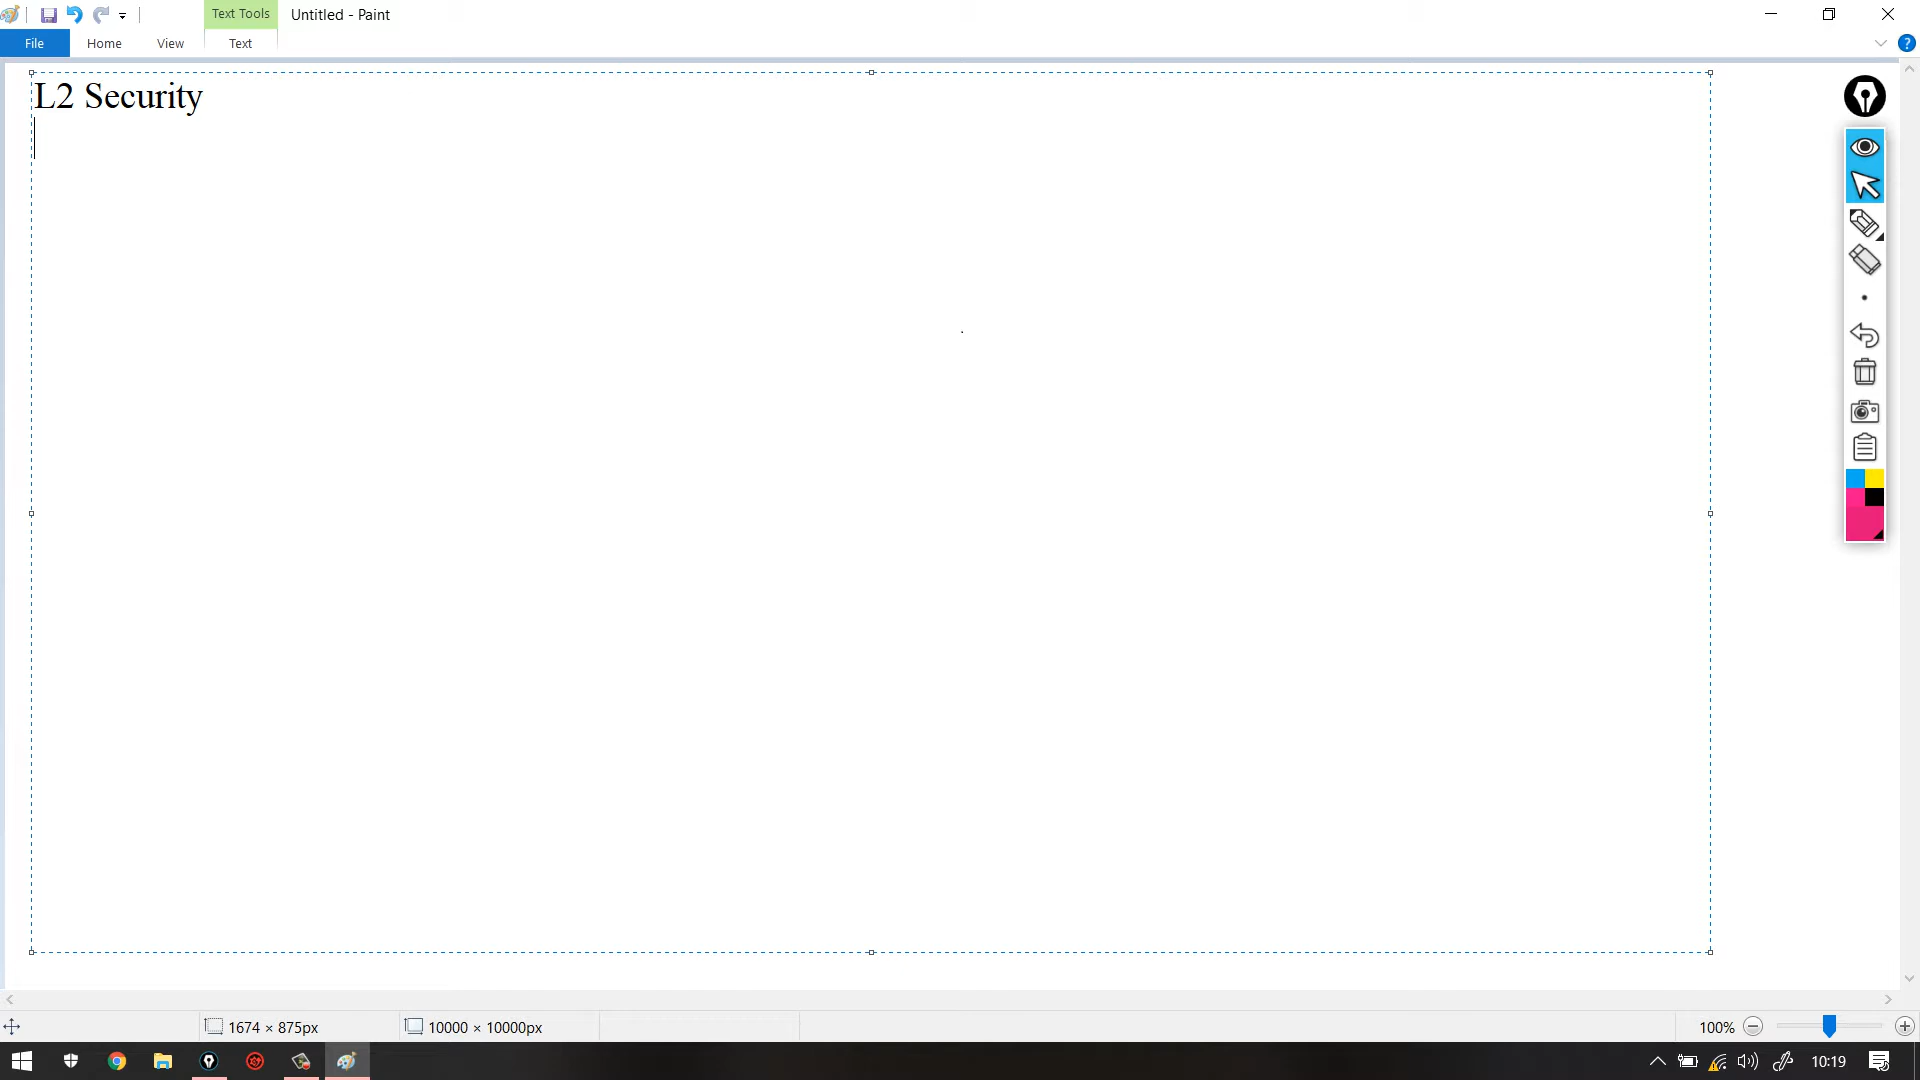 Text Tools
Untitled - Paint
File
Home
View
Text
?
L2 Security
1674 × 875px
10000 × 10000px
100%
10:19